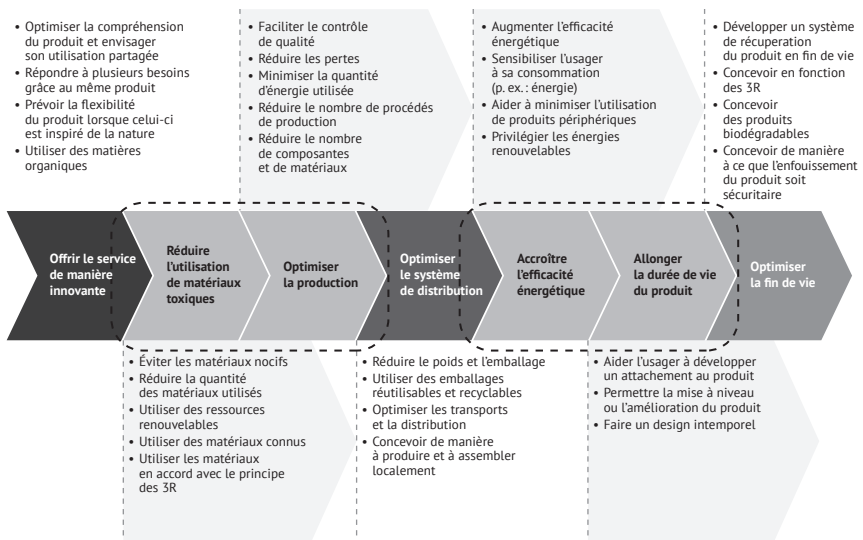 • Optimiser la compréhension
du produit et envisager
son utilisation partagée
• Répondre à plusieurs besoins
grâce au même produit
• Prévoir la flexibilité
du produit lorsque celui-ci
est inspiré de la nature
• Utiliser des matières
organiques
• Faciliter le contrôle
de qualité
• Réduire les pertes
• Minimiser la quantité
d'énergie utilisée
• Réduire le nombre de procédés
de production
• Réduire le nombre
de composantes
et de matériaux
• Augmenter l'efficacité
énergétique
• Sensibiliser l'usager
à sa consommation
(p. ex. : énergie)
• Aider à minimiser l'utilisation
de produits périphériques
• Privilégier les énergies
renouvelables
• Développer un système
de récuperation
du produit en fin de vie
• Concevoir en fonction
des 3R
• Concevoir
des produits
biodégradables
• Concevoir de manière
à ce que l'enfouissement
du produit soit
sécuritaire
Offrir le service
de manière
innovante
Réduire
l'utilisation
de matériaux
toxiques
Optimiser
la production
Optimiser
le système
de distribution
Accroître
l'efficacité
énergétique
Allonger
la durée de vie
du produit
Optimiser
la fin de vie
• Éviter les matériaux nocifs
• Réduire la quantité
des matériaux utilisés
• Utiliser des ressources
renouvelables
• Utiliser des matériaux connus
• Utiliser les matériaux
en accord avec le principe
des 3R
• Réduire le poids et l'emballage
• Utiliser des emballages
réutilisables et recyclables
• Optimiser les transports
et la distribution
• Concevoir de manière
à produire et à assembler
localement
• Aider l'usager à développer
un attachement au produit
• Permettre la mise à niveau
ou l'amélioration du produit
• Faire un design intemporel